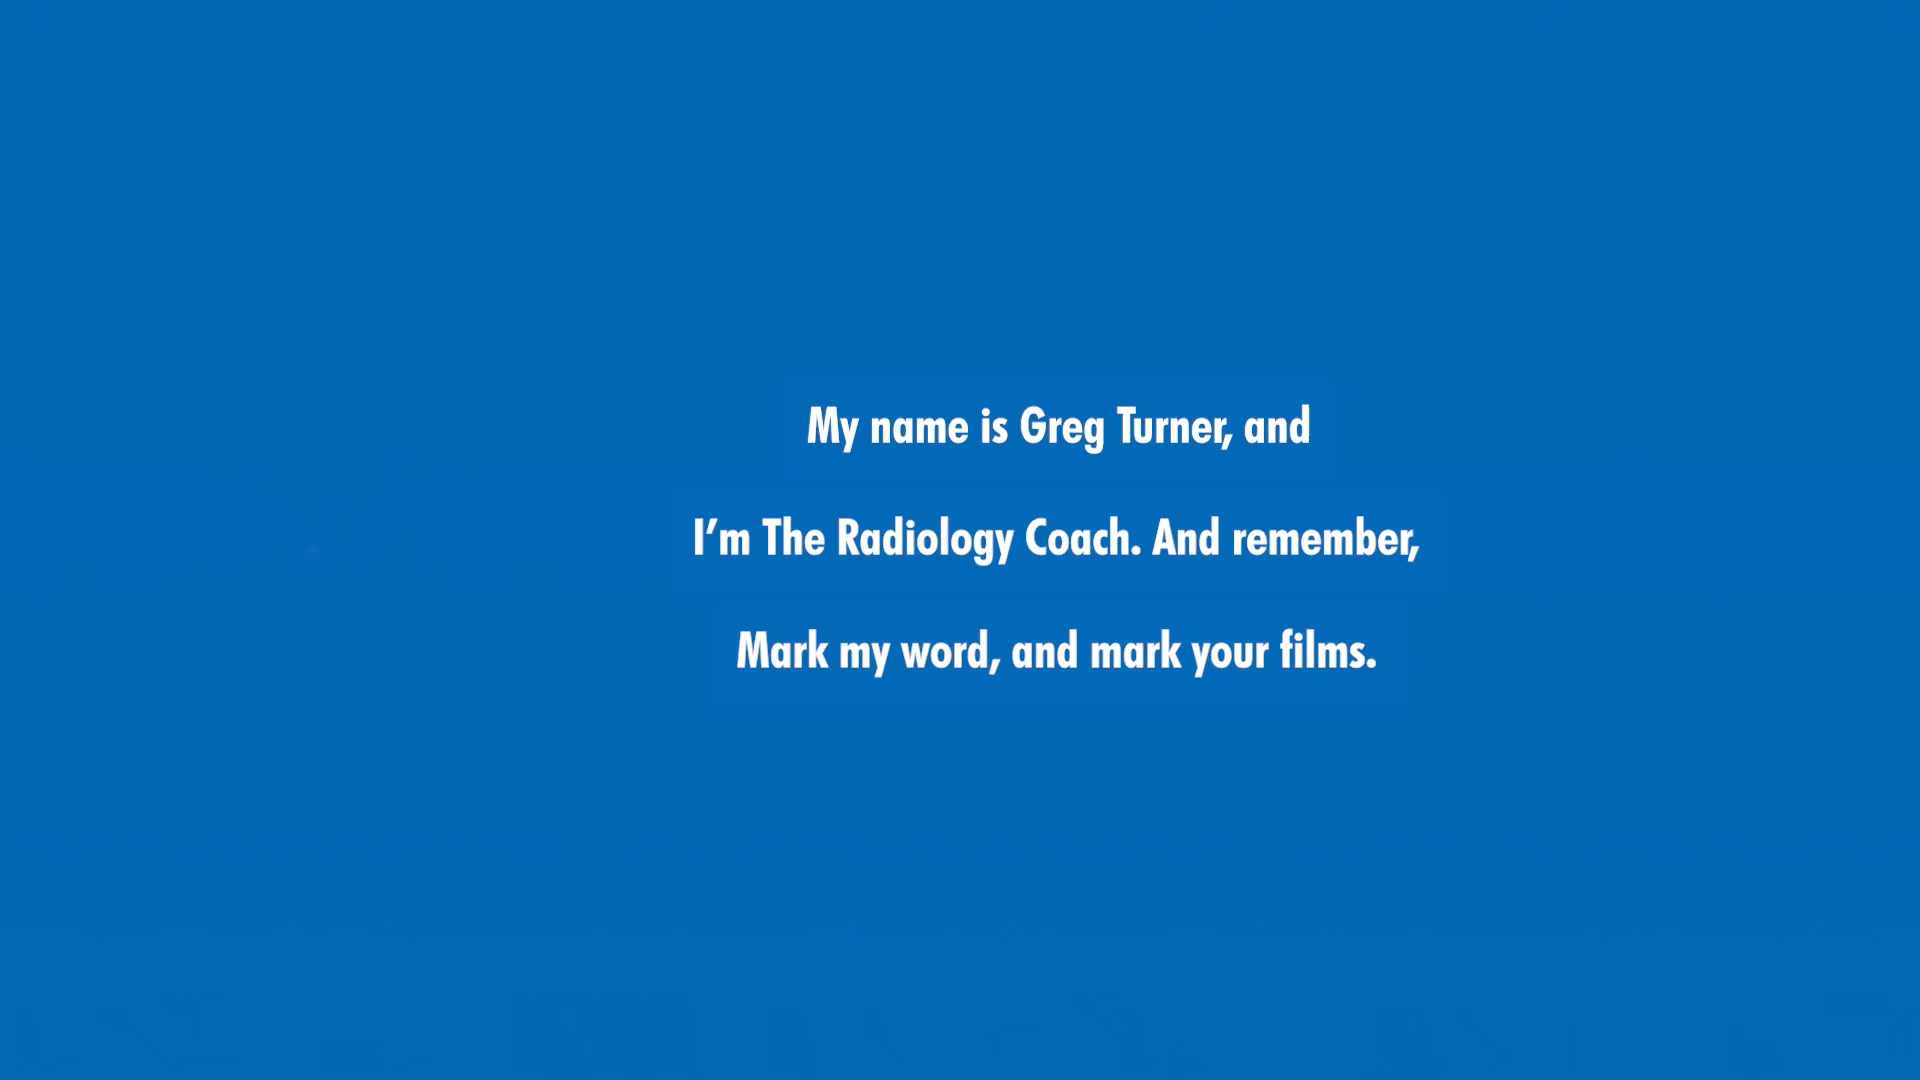 My name is Greg Turner, and
I’m The Radiology Coach. And remember,
Mark my word, and mark your films.